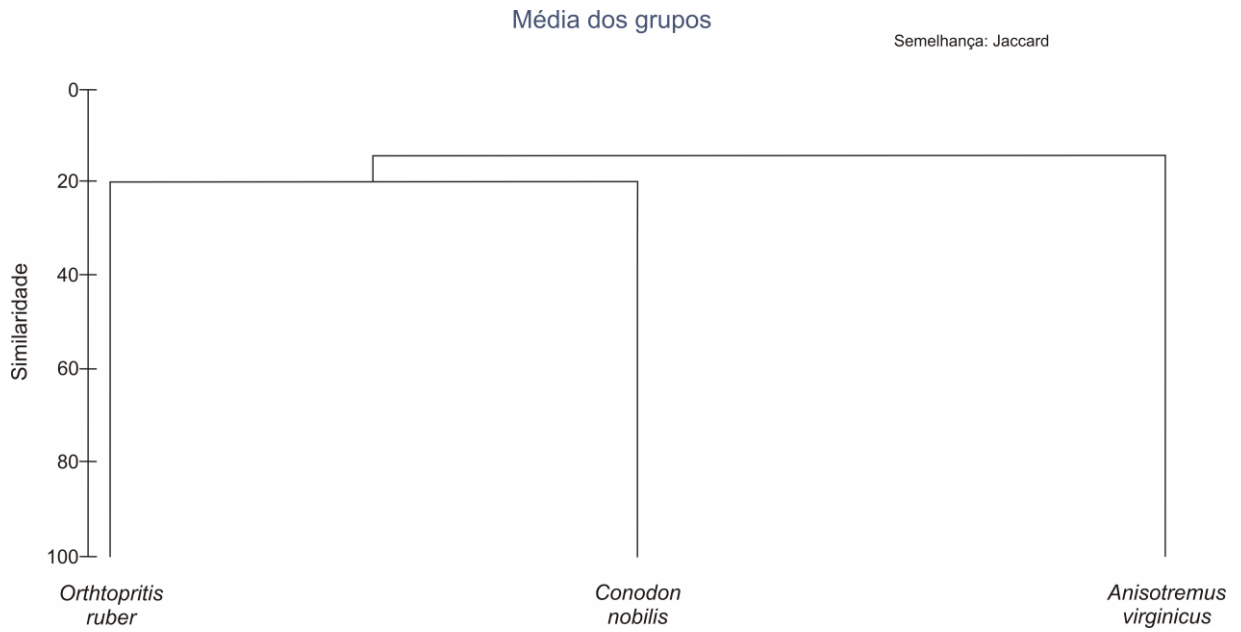 Média dos grupos
Semelhança: Jaccard
0
20
40
60
80
100
Similaridade
Orthtopritis
ruber
Conodon
nobilis
Anisotremus
virginicus